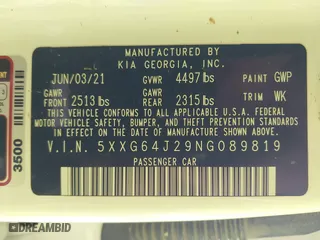 MANUFACTURED BY
KIA GEORGIA, INC.
JUN/03/21 GVWR 4497 lbs PAINT GWP
GAWR GAWR
FRONT 2513 lbs REAR 2315 lbs TRIM WK
THIS VEHICLE CONFORMS TO ALL APPLICABLE U.S.A. FEDERAL
MOTOR VEHICLE SAFETY, BUMPER, AND THEFT PREVENTION
STANDARDS IN EFFECT ON THE DATE OF MANUFACTURE SHOWN ABOVE.
V.I.N. 5XXG64J29NG089819
PASSENGER CAR
3500
© DREAMBID.COM